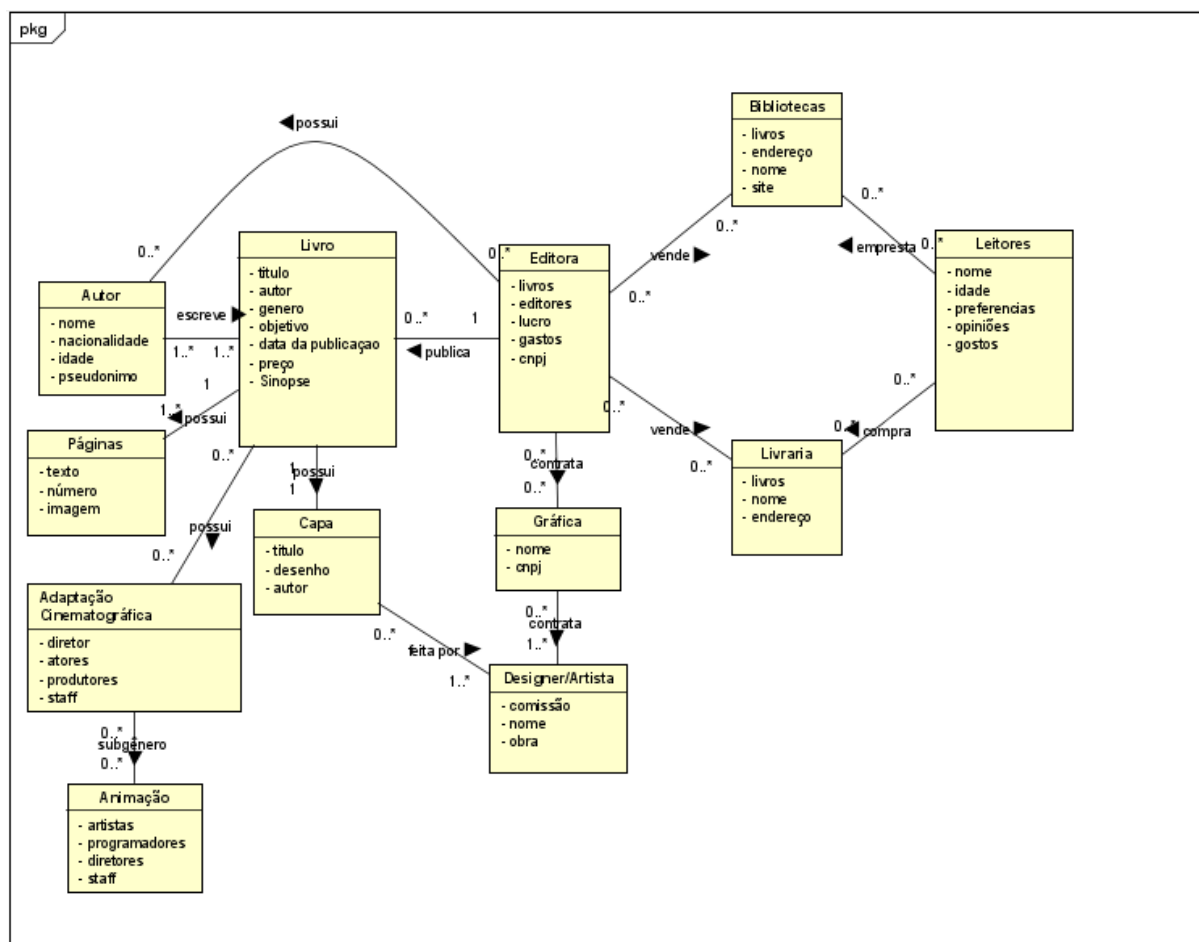 pkg
possui
Bibliotecas
- livros
- endereço
- nome
- site
0..*
0..*
vende
0..*
0..*
empresta
0..*
Leitores
- nome
- idade
- preferencias
- opiniões
- gostos
0..*
0..*
Livro
- titulo
- autor
- genero
- objetivo
- data da publicaçao
- preço
- Sinopse
Editora
- livros
- editores
- lucro
- gastos
- cnpj
Autor
- nome
- nacionalidade
- idade
- pseudonimo
escreve
1..*
1..*
0..*
1
publica
1
1..*
possui
Páginas
- texto
- número
- imagem
0..*
possui
0..*
1
possui
1
0..*
vende
0..*
0..*
compra
0..*
Livraria
- livros
- nome
- endereço
0..*
contrata
0..*
Capa
- titulo
- desenho
- autor
Gráfica
- nome
- cnpj
Adaptação
Cinematográfica
- diretor
- atores
- produtores
- staff
0..*
feita por
1..*
0..*
contrata
1..*
Designer/Artista
- comissão
- nome
- obra
0..*
subgênero
0..*
Animação
- artistas
- programadores
- diretores
- staff